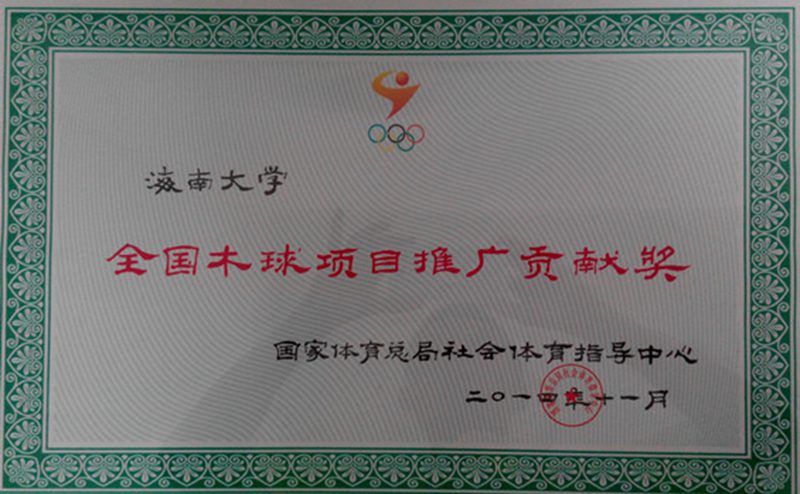 海南大学
全国木球项目推广贡献奖
国家体育总局社会体育指导中心
二〇一四年十一月